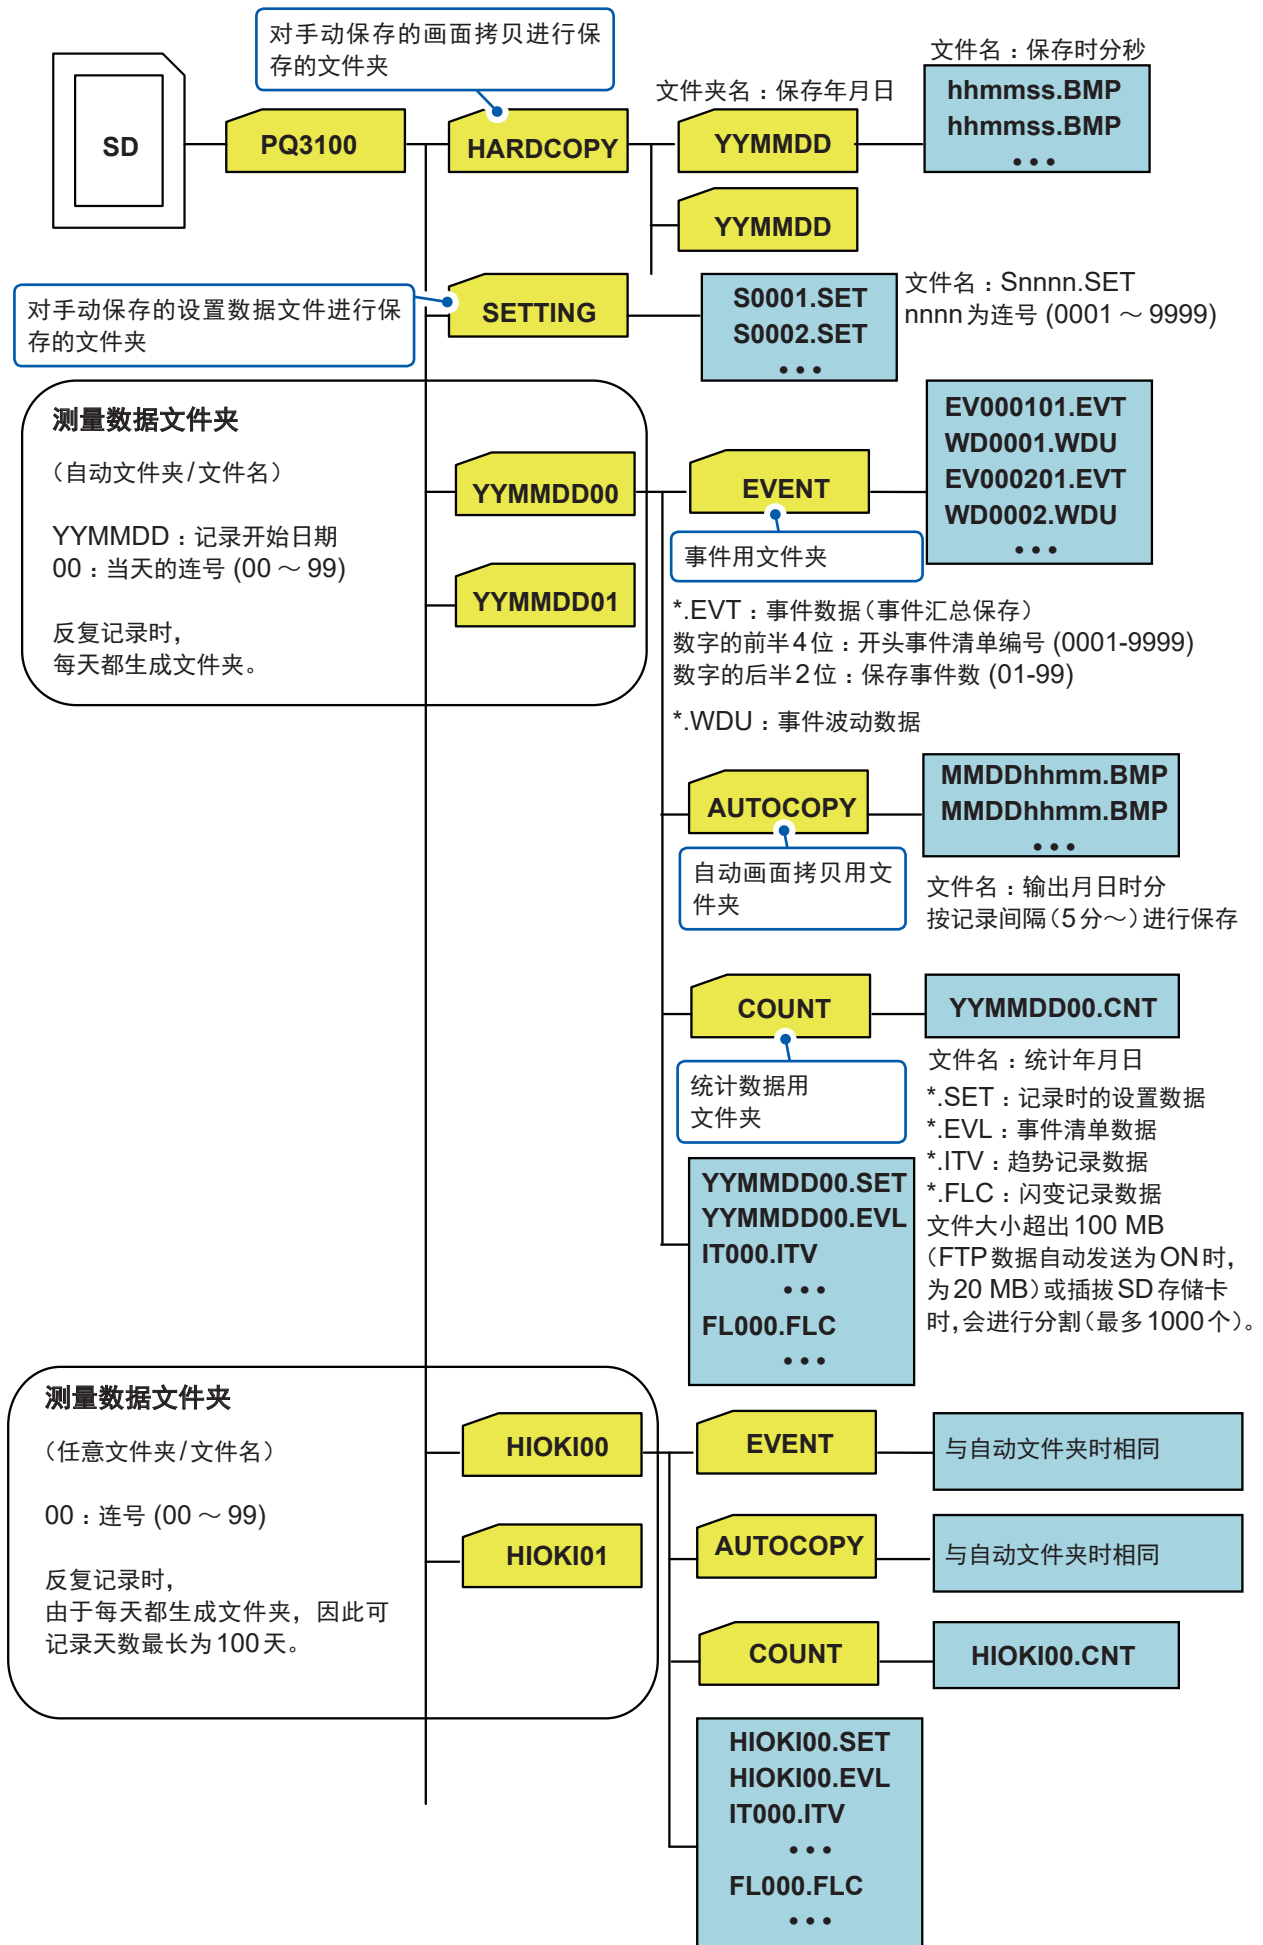 对手动保存的画面拷贝进行保
存的文件夹
文件名：保存时分秒
文件夹名：保存年月日
hhmmss.BMP
hhmmss.BMP
•••
SD
PQ3100
HARDCOPY
YYMMDD
YYMMDD
对手动保存的设置数据文件进行保
存的文件夹
SETTING
S0001.SET
S0002.SET
•••
文件名：Snnnn.SET
nnnn为连号 (0001 ～ 9999)
测量数据文件夹
（自动文件夹/文件名）
YYMMDD：记录开始日期
00：当天的连号 (00 ～ 99)
反复记录时，
每天都生成文件夹。
YYMMDD00
YYMMDD01
EVENT
事件用文件夹
EV000101.EVT
WD0001.WDU
EV000201.EVT
WD0002.WDU
•••
*.EVT：事件数据（事件汇总保存）
数字的前半4位：开头事件清单编号 (0001-9999)
数字的后半2位：保存事件数 (01-99)
*.WDU：事件波动数据
AUTOCOPY
自动画面拷贝用文
件夹
MMDDhhmm.BMP
MMDDhhmm.BMP
•••
文件名：输出月日时分
按记录间隔（5分～）进行保存
COUNT
统计数据用
文件夹
YYMMDD00.CNT
文件名：统计年月日
*.SET：记录时的设置数据
*.EVL：事件清单数据
*.ITV：趋势记录数据
*.FLC：闪变记录数据
文件大小超出100 MB
（FTP数据自动发送为ON时，
为20 MB）或插拔SD存储卡
时，会进行分割（最多1000个）。
YYMMDD00.SET
YYMMDD00.EVL
IT000.ITV
•••
FL000.FLC
•••
测量数据文件夹
（任意文件夹/文件名）
00：连号 (00 ～ 99)
反复记录时，
由于每天都生成文件夹，因此可
记录天数最长为100天。
HIOKI00
HIOKI01
EVENT
与自动文件夹时相同
AUTOCOPY
与自动文件夹时相同
COUNT
HIOKI00.CNT
HIOKI00.SET
HIOKI00.EVL
IT000.ITV
•••
FL000.FLC
•••